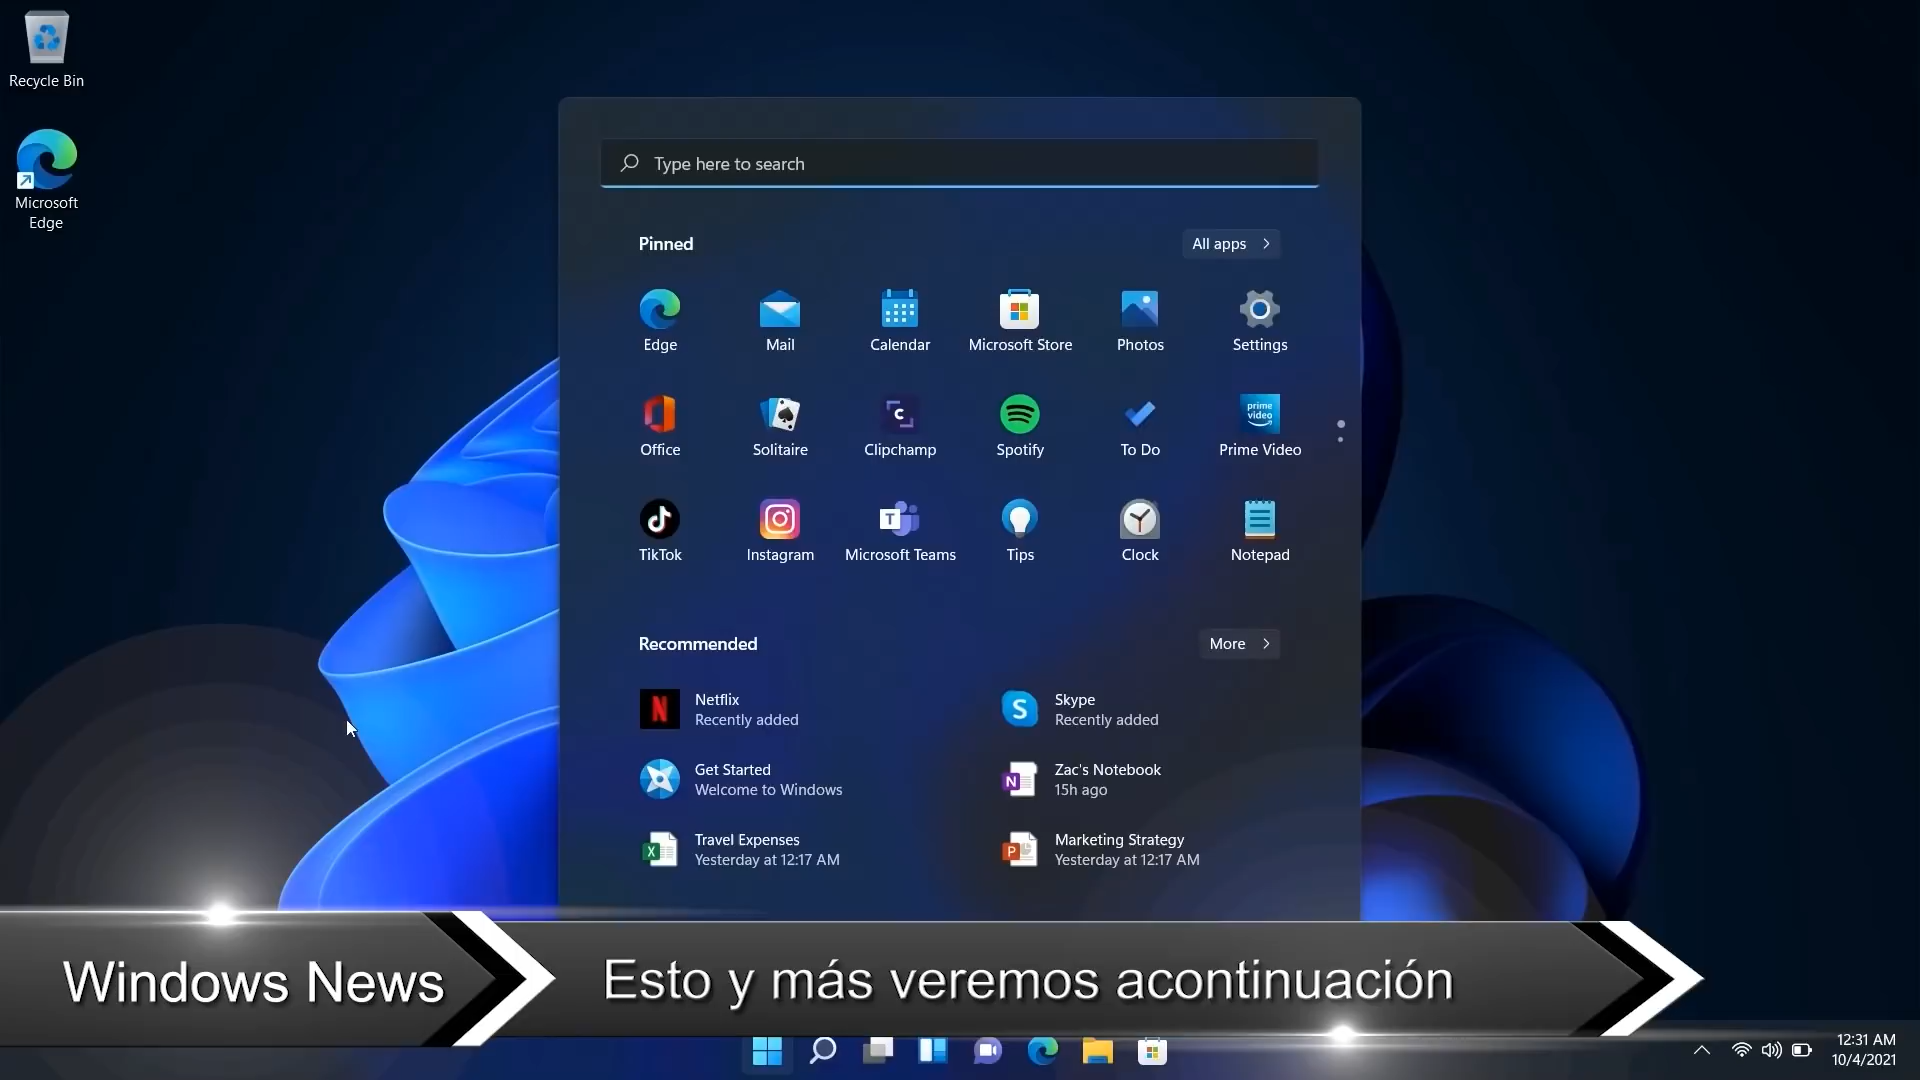 Recycle Bin
Microsoft
Edge
Type here to search
Pinned
All apps
Edge
Mail
Calendar
Microsoft Store
Photos
Settings
prime
video
Office
Solitaire
Clipchamp
Spotify
To Do
Prime Video
TikTok
Instagram
Microsoft Teams
Tips
Clock
Notepad
Recommended
More
Netflix
Recently added
Skype
Recently added
Get Started
Welcome to Windows
Zac's Notebook
15h ago
Travel Expenses
Yesterday at 12:17 AM
Marketing Strategy
Yesterday at 12:17 AM
Windows News
Esto y más veremos acontinuación
12:31 AM
10/4/2021